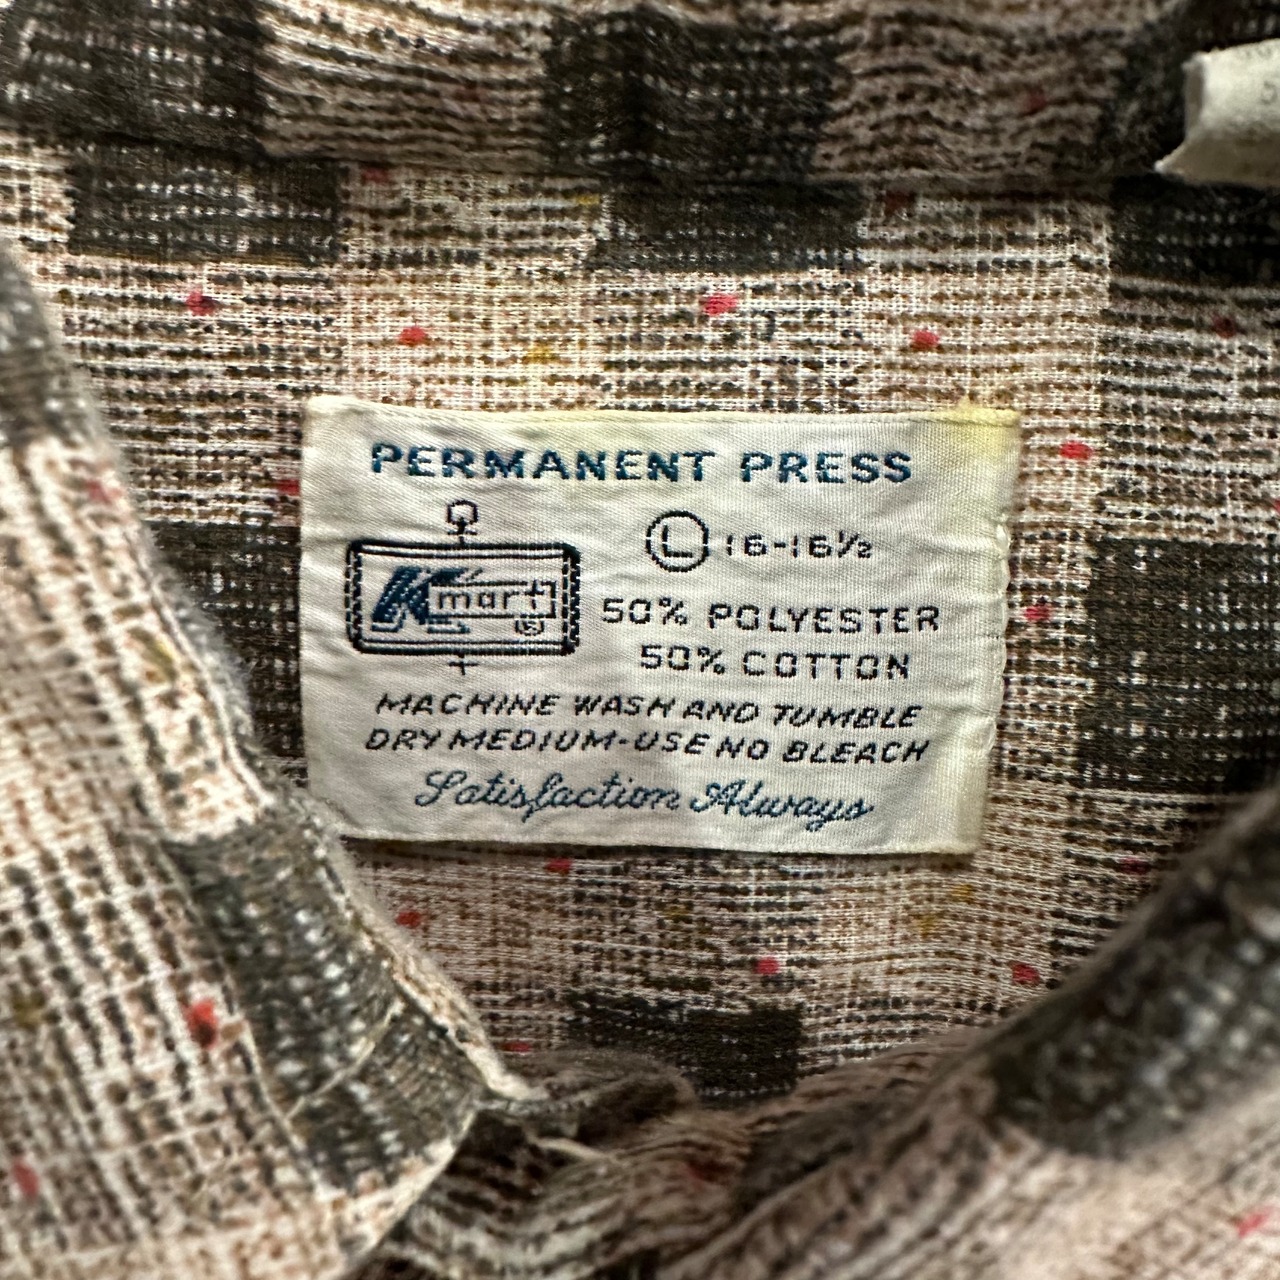 PERMANENT PRESS
L 16-16½
Kmart ®
50% POLYESTER
50% COTTON
MACHINE WASH AND TUMBLE
DRY MEDIUM-USE NO BLEACH
Satisfaction Always